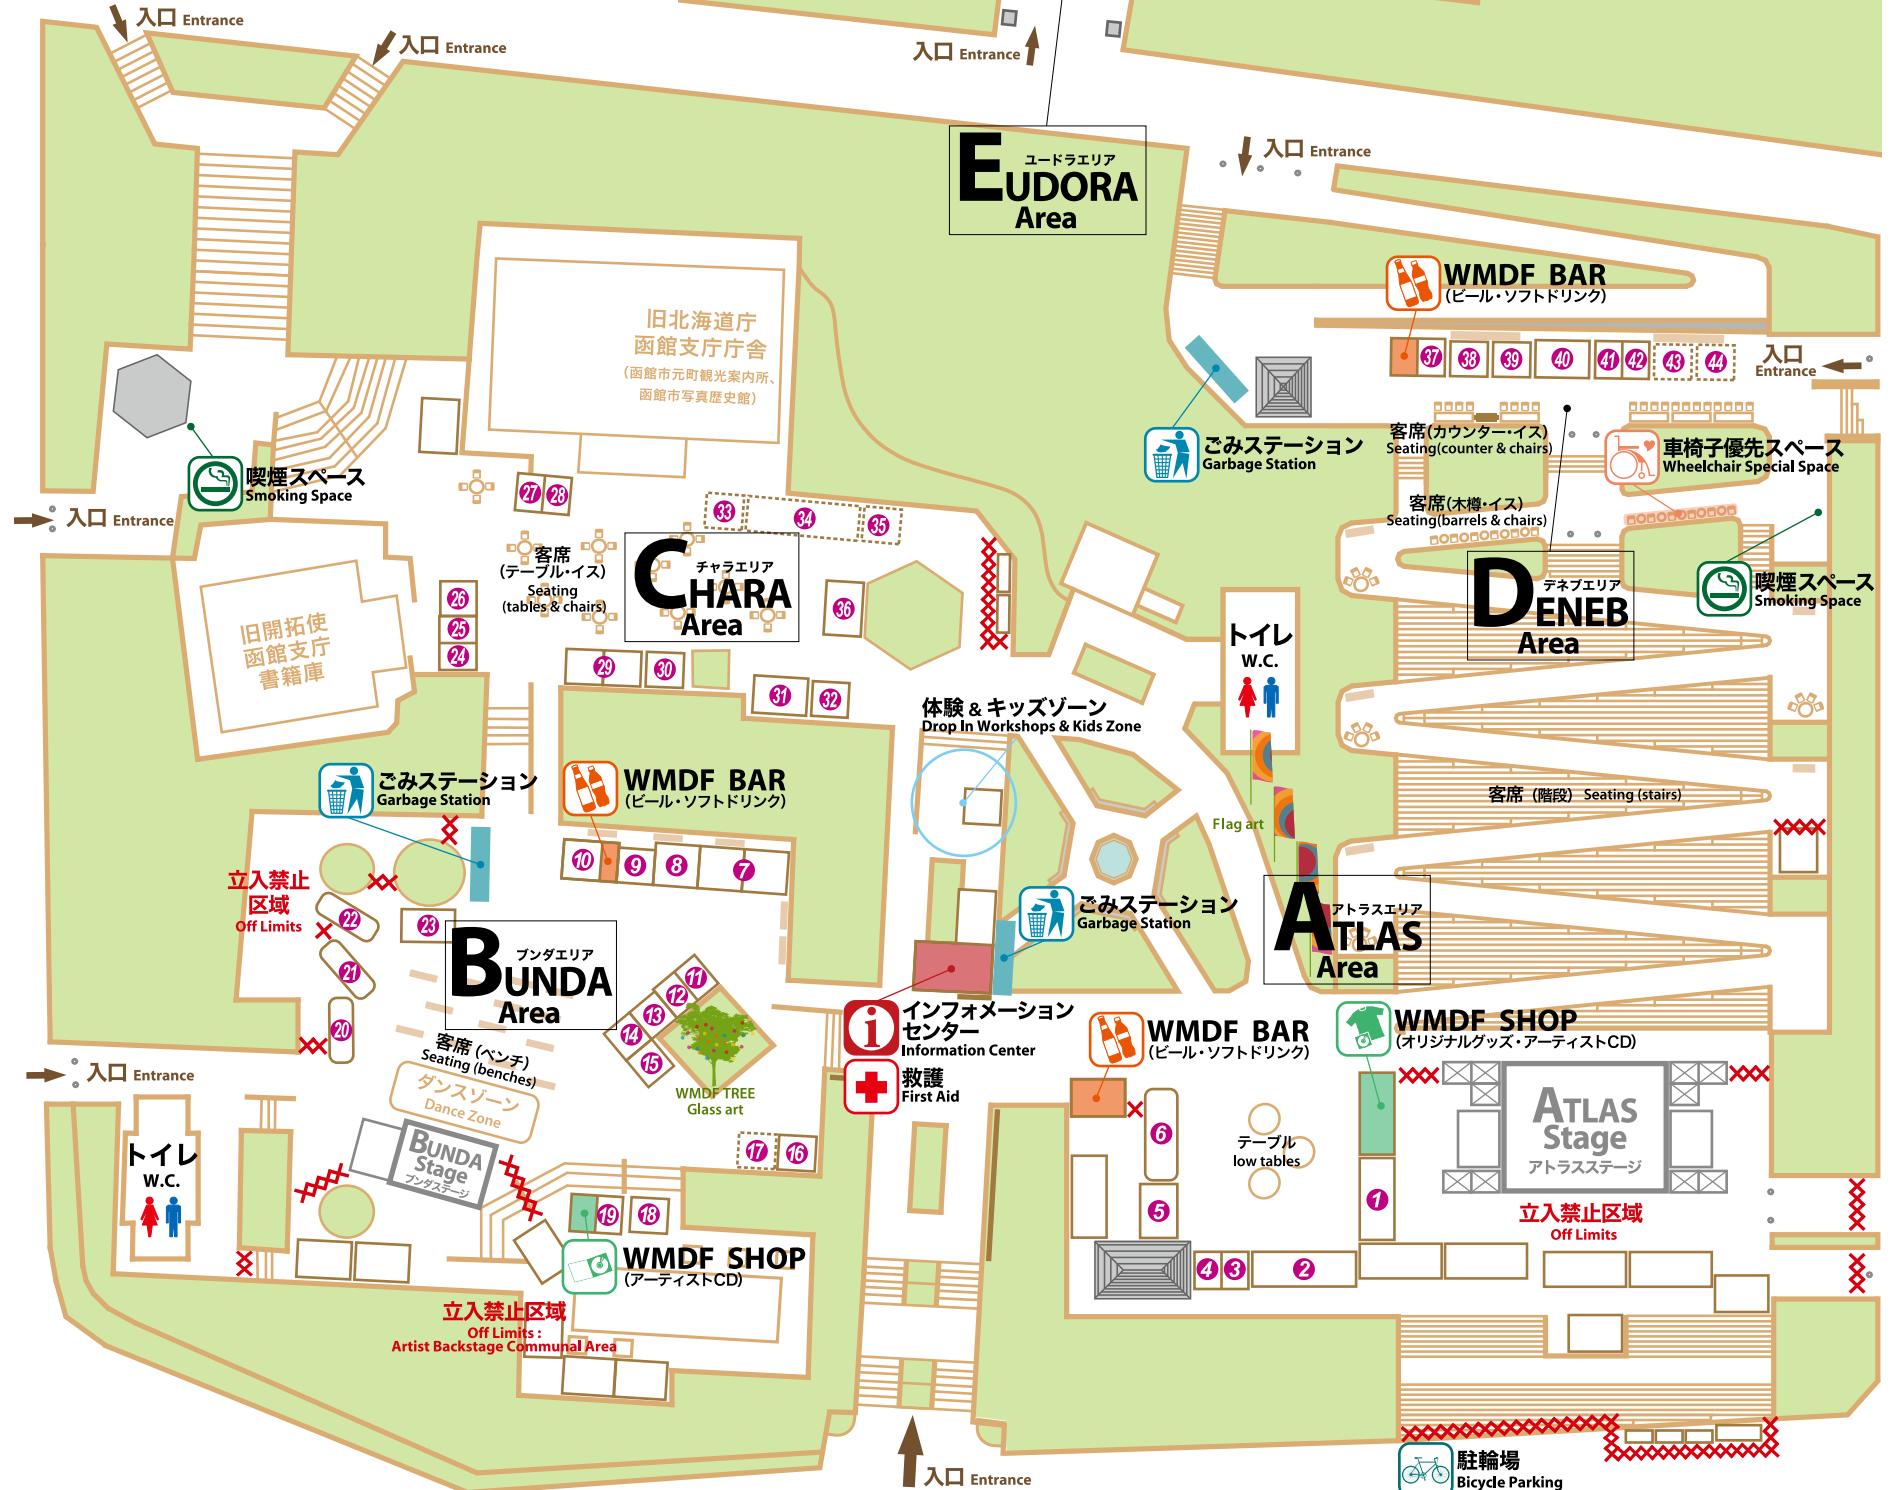 入口 Entrance
入口 Entrance
入口 Entrance
入口 Entrance
ユードラエリア
EUDORA
Area
WMDF BAR
(ビール・ソフトドリンク)
旧北海道庁
函館支庁庁舎
(函館市元町観光案内所、
函館市写真歴史館)
37 38 39 40 41 42 43 44
入口
Entrance
ごみステーション
Garbage Station
客席(カウンター・イス)
Seating(counter & chairs)
車椅子優先スペース
Wheelchair Special Space
喫煙スペース
Smoking Space
入口 Entrance
27 28
33 34 35
客席(木樽・イス)
Seating(barrels & chairs)
客席
(テーブル・イス)
Seating
(tables & chairs)
チャラエリア
CHARA
Area
デネブエリア
DENEB
Area
喫煙スペース
Smoking Space
旧開拓使
函館支庁
書籍庫
26
25
24
36
29 30
31 32
トイレ
W.C.
体験 & キッズゾーン
Drop In Workshops & Kids Zone
ごみステーション
Garbage Station
WMDF BAR
(ビール・ソフトドリンク)
客席 (階段) Seating (stairs)
Flag art
10 9 8 7
立入禁止
区域
Off Limits
22
23
21
20
ブンダエリア
BUNDA
Area
ごみステーション
Garbage Station
アトラスエリア
ATLAS
Area
11
12
13
14
15
WMDF TREE
Glass art
インフォメーション
センター
Information Center
救護
First Aid
WMDF BAR
(ビール・ソフトドリンク)
WMDF SHOP
(オリジナルグッズ・アーティストCD)
客席 (ベンチ)
Seating (benches)
ダンスゾーン
Dance Zone
入口 Entrance
トイレ
W.C.
BUNDA
Stage
ブンダステージ
17 16
19 18
WMDF SHOP
(アーティストCD)
立入禁止区域
Off Limits :
Artist Backstage Communal Area
6
5
テーブル
low tables
1
ATLAS
Stage
アトラスステージ
立入禁止区域
Off Limits
4 3 2
入口 Entrance
駐輪場
Bicycle Parking